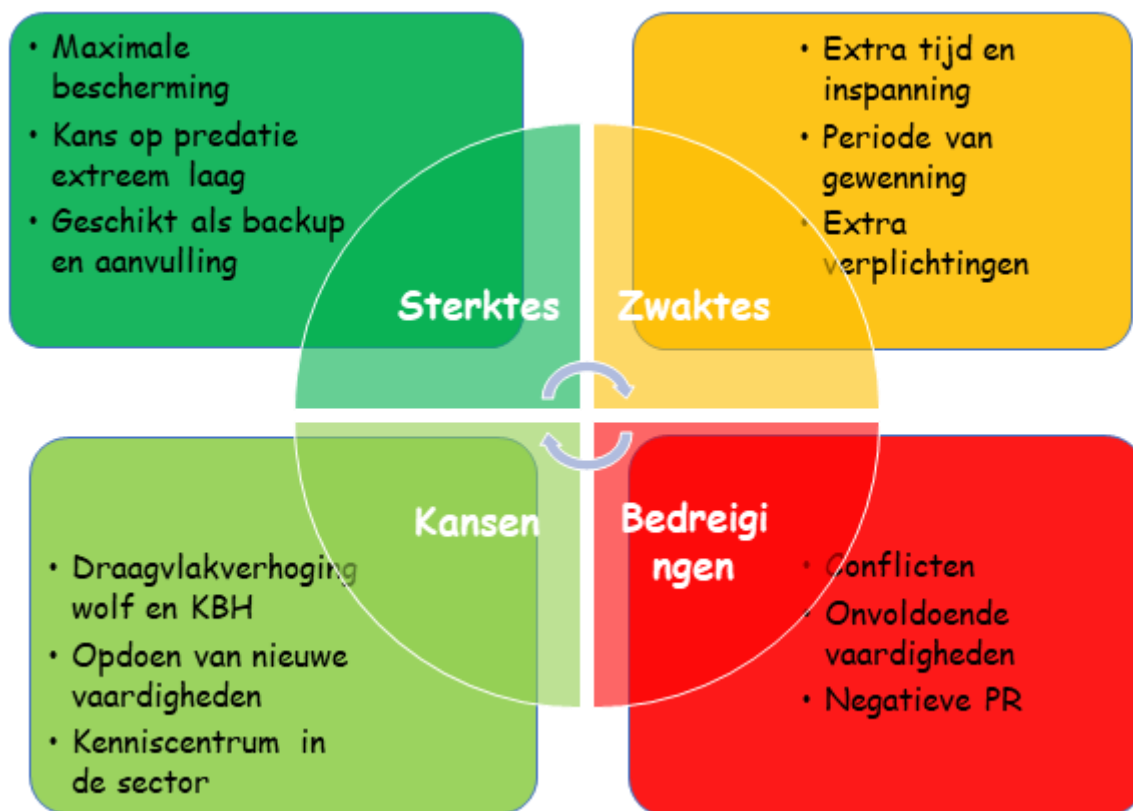 • Maximale
bescherming
• Kans op predatie
extreem laag
• Geschikt als backup
en aanvulling
Sterktes
• Extra tijd en
inspanning
• Periode van
gewenning
• Extra
verplichtingen
Zwaktes
Kansen
• Draagvlakverhoging
wolf en KBH
• Opdoen van nieuwe
vaardigheden
• Kenniscentrum in
de sector
Bedreigi
ngen
• Conflicten
• Onvoldoende
vaardigheden
• Negatieve PR